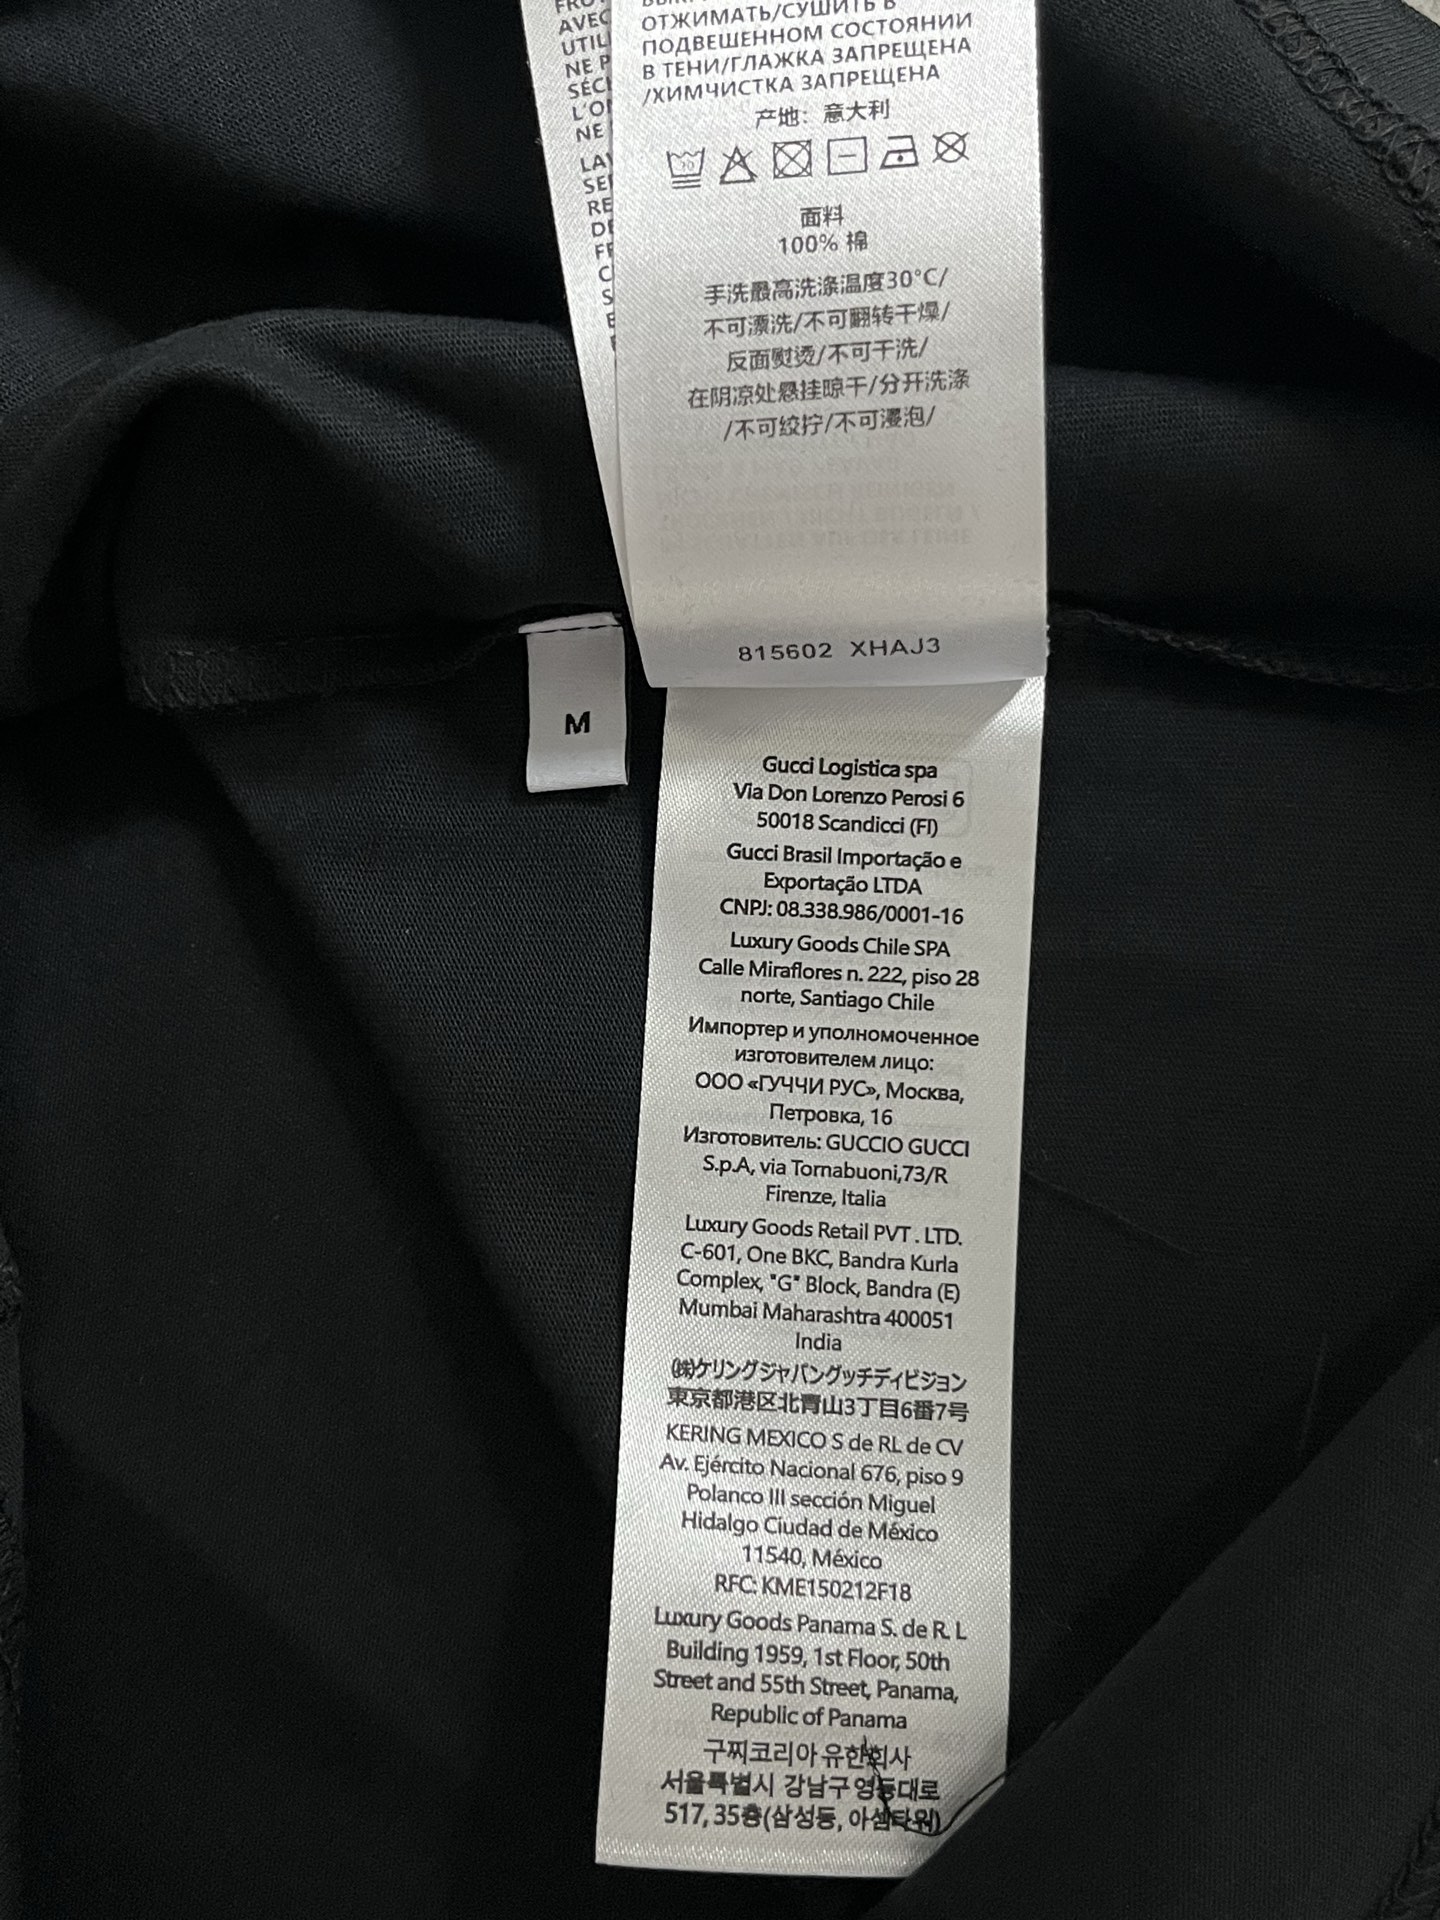 AVEC
UTIL
NE P
L'O
NE
LA
SE
RE
DE
ОТЖИМАТЬ/СУШИТЬ В
ПОДВЕШЕННОМ СОСТОЯНИИ
В ТЕНИ/ГЛАЖКА ЗАПРЕЩЕНА
/ХИМЧИСТКА ЗАПРЕЩЕНА
产地: 意大利
面料
100% 棉
手洗最高洗涤温度30°C/
不可漂洗/不可翻转干燥/
反面熨烫/不可干洗/
在阴凉处悬挂晾干/分开洗涤
/不可绞拧/不可浸泡/
815602 XHAJ3
M
Gucci Logistica spa
Via Don Lorenzo Perosi 6
50018 Scandicci (FI)
Gucci Brasil Importação e
Exportação LTDA
CNPJ: 08.338.986/0001-16
Luxury Goods Chile SPA
Calle Miraflores n. 222, piso 28
norte, Santiago Chile
Импортер и уполномоченное
изготовителем лицо:
ООО «ГУЧЧИ РУС», Москва,
Петровка, 16
Изготовитель: GUCCIO GUCCI
S.p.A, via Tornabuoni,73/R
Firenze, Italia
Luxury Goods Retail PVT . LTD.
C-601, One BKC, Bandra Kurla
Complex, "G" Block, Bandra (E)
Mumbai Maharashtra 400051
India
(株)ケリングジャパングッチディビジョン
東京都港区北青山3丁目6番7号
KERING MEXICO S de RL de CV
Av. Ejército Nacional 676, piso 9
Polanco III sección Miguel
Hidalgo Ciudad de México
11540, México
RFC: KME150212F18
Luxury Goods Panama S. de R. L
Building 1959, 1st Floor, 50th
Street and 55th Street, Panama,
Republic of Panama
구찌코리아 유한회사
서울특별시 강남구 영동대로
517, 35층(삼성동, 아셈타워)